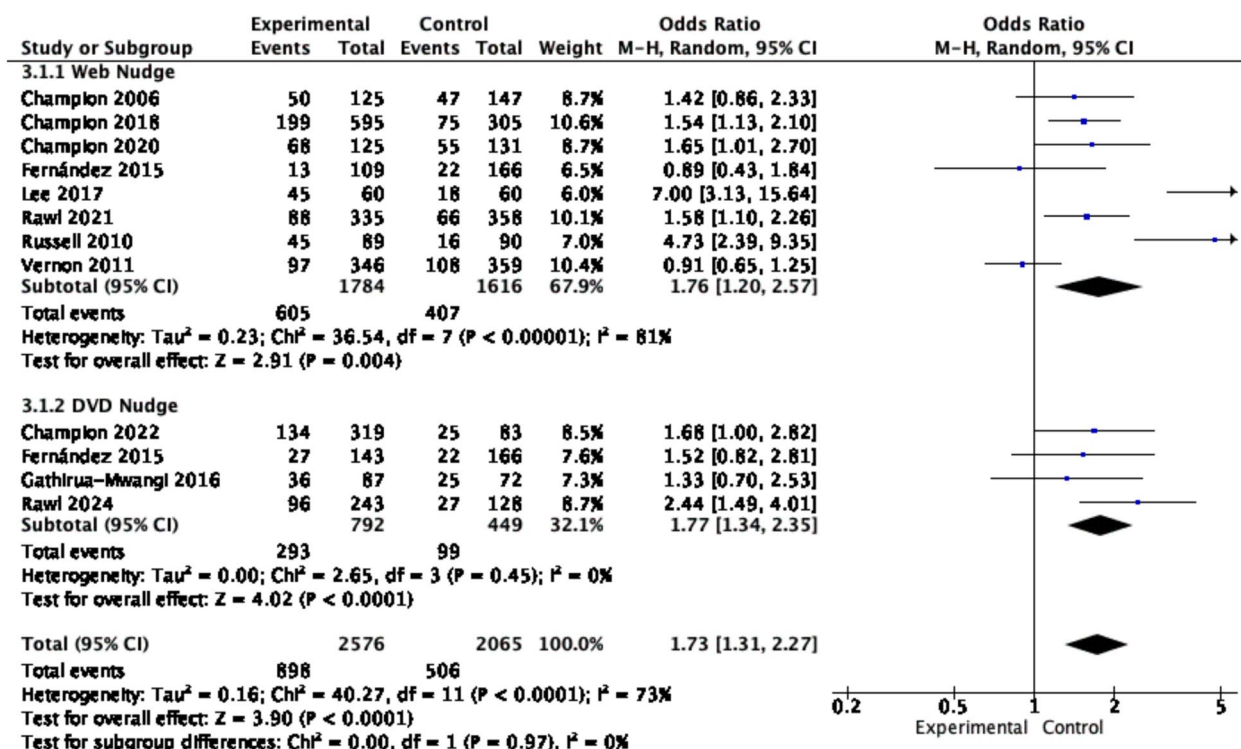 Experimental Control Odds Ratio Odds Ratio
Study or Subgroup Events Total Events Total Weight M-H, Random, 95% CI M-H, Random, 95% CI
3.1.1 Web Nudge
Champion 2006 50 125 47 147 8.7% 1.42 [0.86, 2.33]
Champion 2018 199 595 75 305 10.6% 1.54 [1.13, 2.10]
Champion 2020 68 125 55 131 8.7% 1.65 [1.01, 2.70]
Fernández 2015 13 109 22 166 6.5% 0.89 [0.43, 1.84]
Lee 2017 45 60 18 60 6.0% 7.00 [3.13, 15.64]
Rawl 2021 88 335 66 358 10.1% 1.58 [1.10, 2.26]
Russell 2010 45 89 16 90 7.0% 4.73 [2.39, 9.35]
Vernon 2011 97 346 108 359 10.4% 0.91 [0.65, 1.25]
Subtotal (95% CI) 1784 1616 67.9% 1.76 [1.20, 2.57]
Total events 605 407
Heterogeneity: Tau² = 0.23; Chi² = 36.54, df = 7 (P < 0.00001); I² = 81%
Test for overall effect: Z = 2.91 (P = 0.004)
3.1.2 DVD Nudge
Champion 2022 134 319 25 83 8.5% 1.68 [1.00, 2.82]
Fernández 2015 27 143 22 166 7.6% 1.52 [0.82, 2.81]
Gathirua-Mwangi 2016 36 87 25 72 7.3% 1.33 [0.70, 2.53]
Rawl 2024 96 243 27 128 8.7% 2.44 [1.49, 4.01]
Subtotal (95% CI) 792 449 32.1% 1.77 [1.34, 2.35]
Total events 293 99
Heterogeneity: Tau² = 0.00; Chi² = 2.65, df = 3 (P = 0.45); I² = 0%
Test for overall effect: Z = 4.02 (P < 0.0001)
Total (95% CI) 2576 2065 100.0% 1.73 [1.31, 2.27]
Total events 898 506
Heterogeneity: Tau² = 0.16; Chi² = 40.27, df = 11 (P < 0.0001); I² = 73%
Test for overall effect: Z = 3.90 (P < 0.0001)
Test for subgroup differences: Chi² = 0.00, df = 1 (P = 0.97), I² = 0%
0.2 0.5 1 2 5
Experimental Control